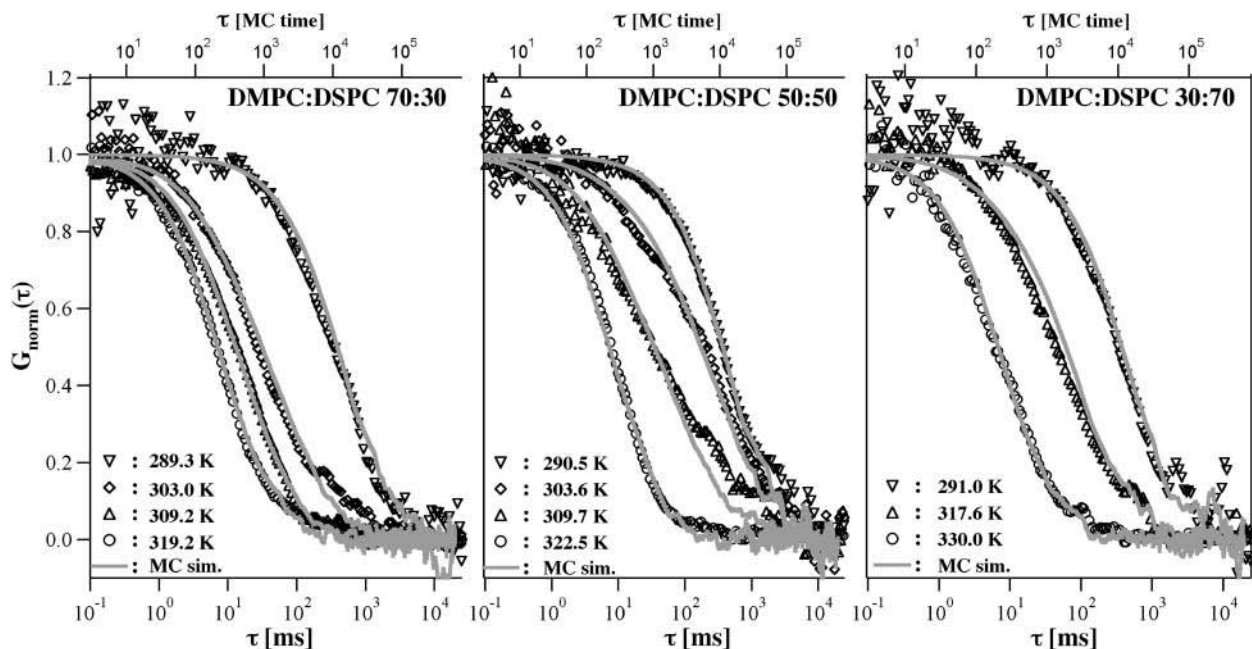 τ [MC time]
τ [MC time]
τ [MC time]
10¹ 10² 10³ 10⁴ 10⁵
10¹ 10² 10³ 10⁴ 10⁵
10¹ 10² 10³ 10⁴ 10⁵
1.2
1.0
0.8
0.6
0.4
0.2
0.0
G_norm(τ)
DMPC:DSPC 70:30
▽ : 289.3 K
◇ : 303.0 K
△ : 309.2 K
○ : 319.2 K
— : MC sim.
DMPC:DSPC 50:50
▽ : 290.5 K
◇ : 303.6 K
△ : 309.7 K
○ : 322.5 K
— : MC sim.
DMPC:DSPC 30:70
▽ : 291.0 K
△ : 317.6 K
○ : 330.0 K
— : MC sim.
10⁻¹ 10⁰ 10¹ 10² 10³ 10⁴
10⁻¹ 10⁰ 10¹ 10² 10³ 10⁴
10⁻¹ 10⁰ 10¹ 10² 10³ 10⁴
τ [ms]
τ [ms]
τ [ms]